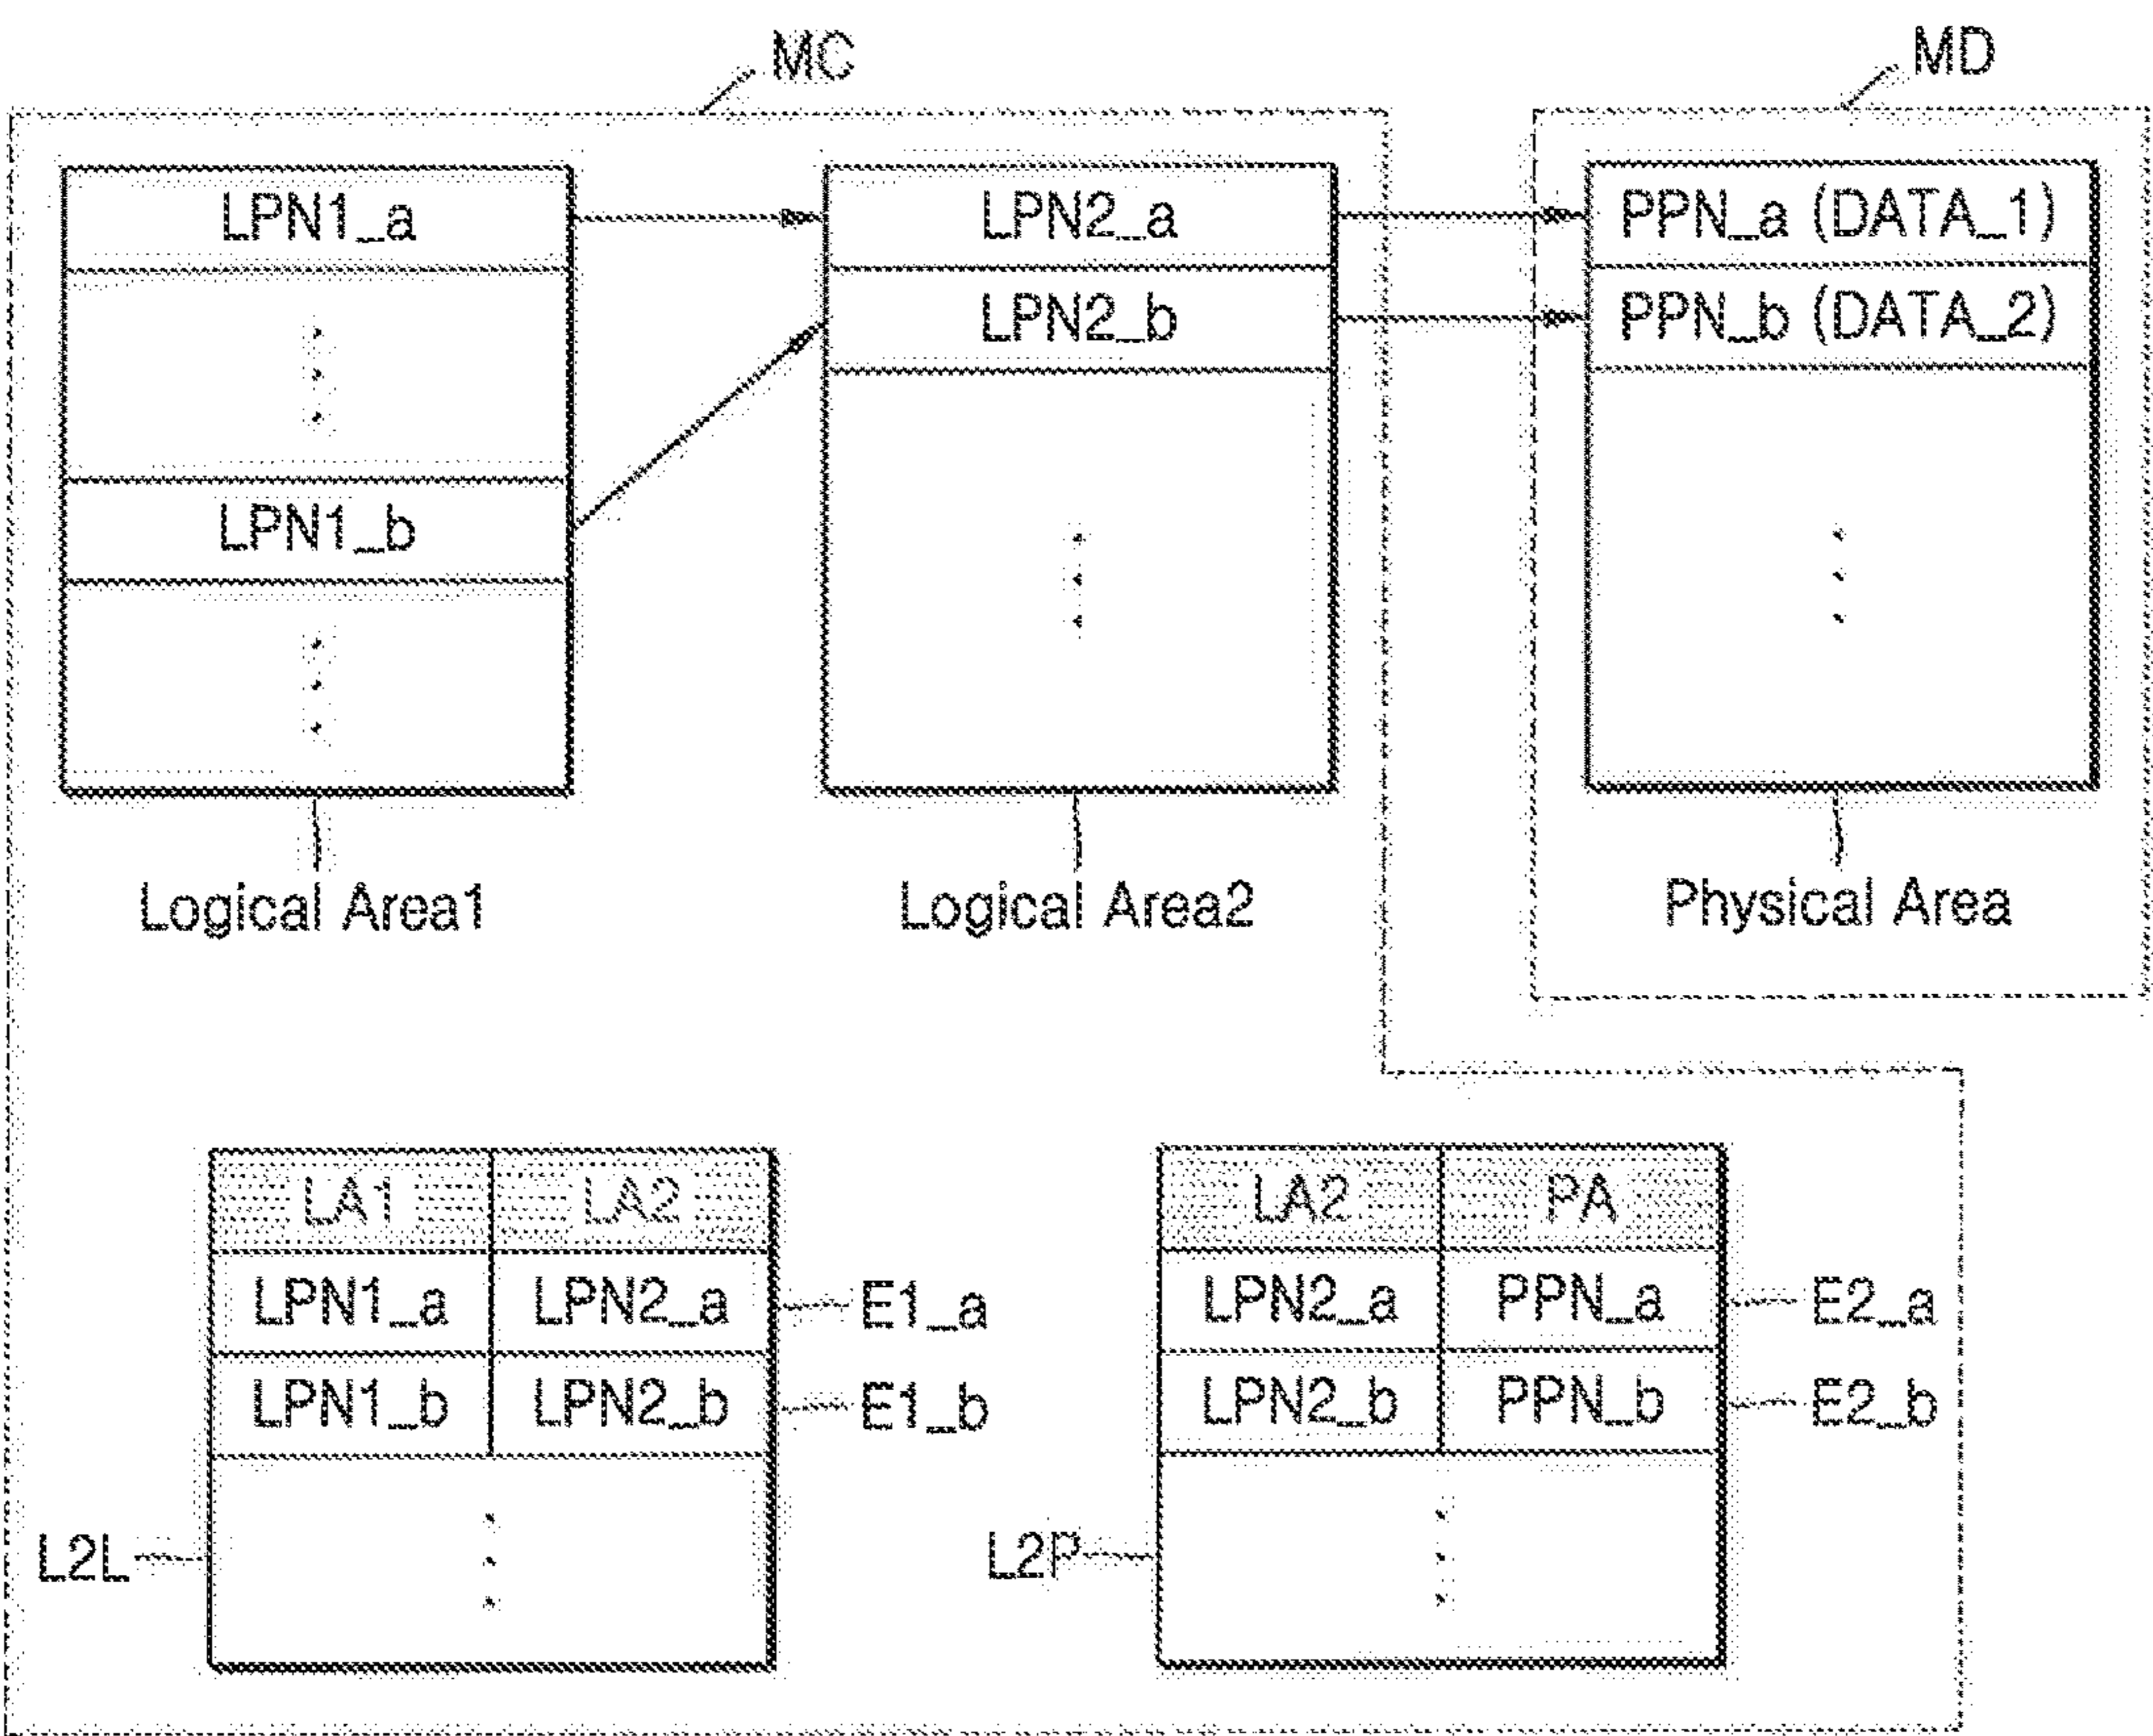 MC
MD
LPN1_a
LPN2_a
PPN_a (DATA_1)
LPN2_b
PPN_b (DATA_2)
LPN1_b
Logical Area1
Logical Area2
Physical Area
LA1 LA2
LPN1_a LPN2_a E1_a
LPN1_b LPN2_b E1_b
L2L
LA2 PA
LPN2_a PPN_a E2_a
LPN2_b PPN_b E2_b
L2P